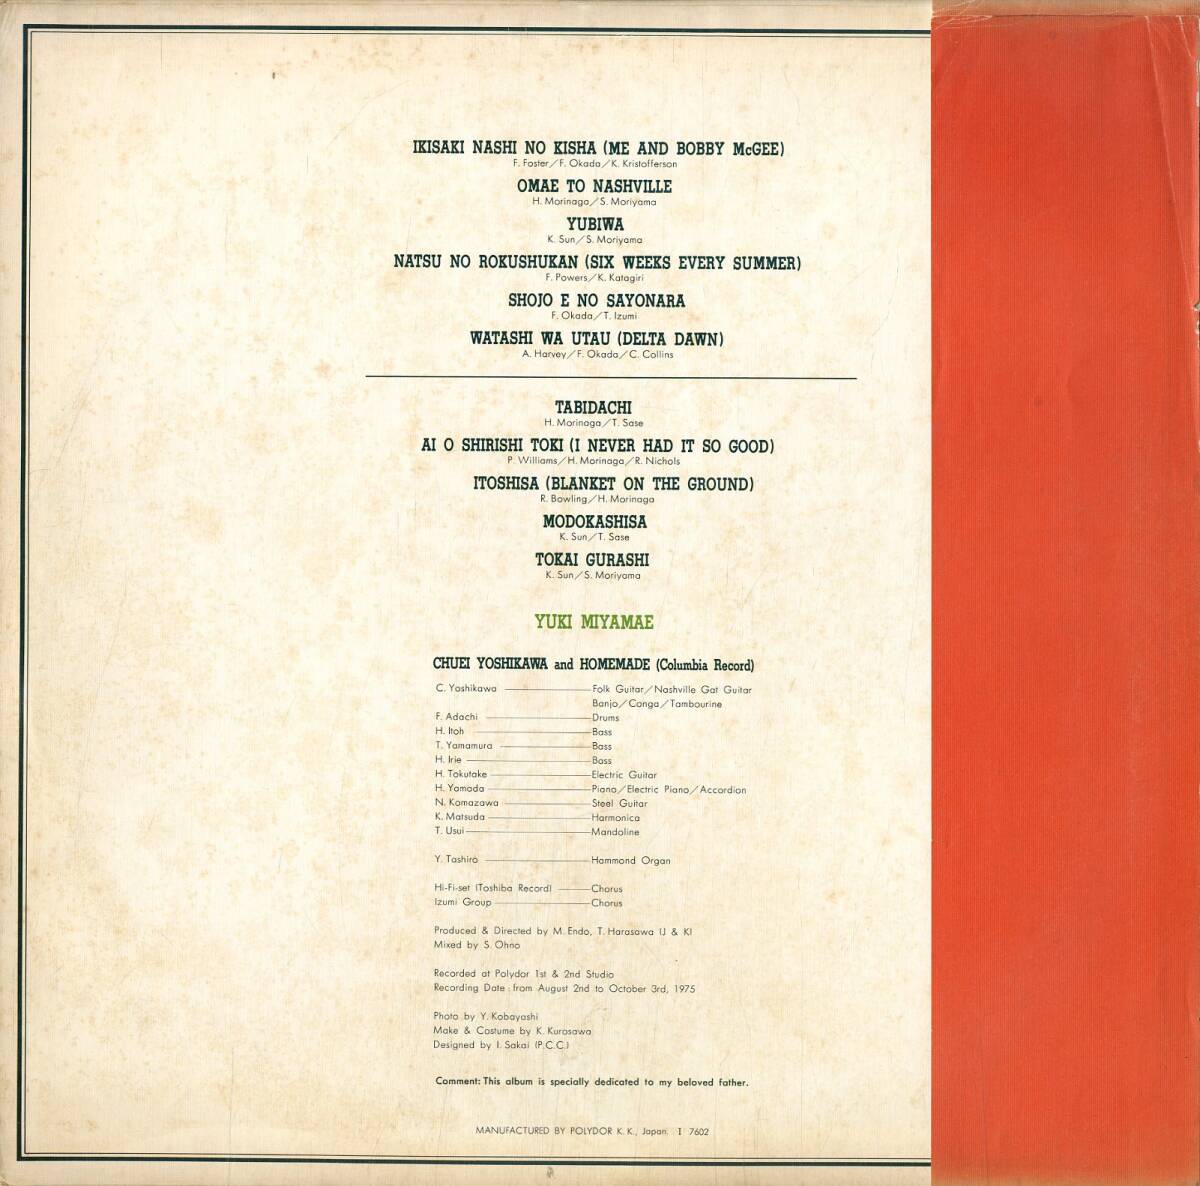 IKISAKI NASHI NO KISHA (ME AND BOBBY McGEE)
F. Foster/F. Okada/K. Kristofferson
OMAE TO NASHVILLE
H. Morinaga/S. Moriyama
YUBIWA
K. Sun/S. Moriyama
NATSU NO ROKUSHUKAN (SIX WEEKS EVERY SUMMER)
F. Powers/K. Katagiri
SHOJO E NO SAYONARA
F. Okada/T. Izumi
WATASHI WA UTAU (DELTA DAWN)
A. Harvey/F. Okada/C. Collins
TABIDACHI
H. Morinaga/T. Sase
AI O SHIRISHI TOKI (I NEVER HAD IT SO GOOD)
P. Williams/H. Morinaga/R. Nichols
ITOSHISA (BLANKET ON THE GROUND)
R. Bowling/H. Morinaga
MODOKASHISA
K. Sun/T. Sase
TOKAI GURASHI
K. Sun/S. Moriyama
YUKI MIYAMAE
CHUEI YOSHIKAWA and HOMEMADE (Columbia Record)
C. Yoshikawa Folk Guitar/Nashville Gat Guitar
Banjo/Conga/Tambourine
F. Adachi Drums
H. Itoh Bass
T. Yamamura Bass
H. Irie Bass
H. Tokutake Electric Guitar
H. Yamada Piano/Electric Piano/Accordion
N. Komazawa Steel Guitar
K. Matsuda Harmonica
T. Usui Mandoline
Y. Tashiro Hammond Organ
Hi-Fi-set (Toshiba Record) Chorus
Izumi Group Chorus
Produced & Directed by M. Endo, T. Harasawa (J & K)
Mixed by S. Ohno
Recorded at Polydor 1st & 2nd Studio
Recording Date : from August 2nd to October 3rd, 1975
Photo by Y. Kobayashi
Make & Costume by K. Kurosawa
Designed by I. Sakai (P.C.C.)
Comment: This album is specially dedicated to my beloved father.
MANUFACTURED BY POLYDOR K. K., Japan. I 7602